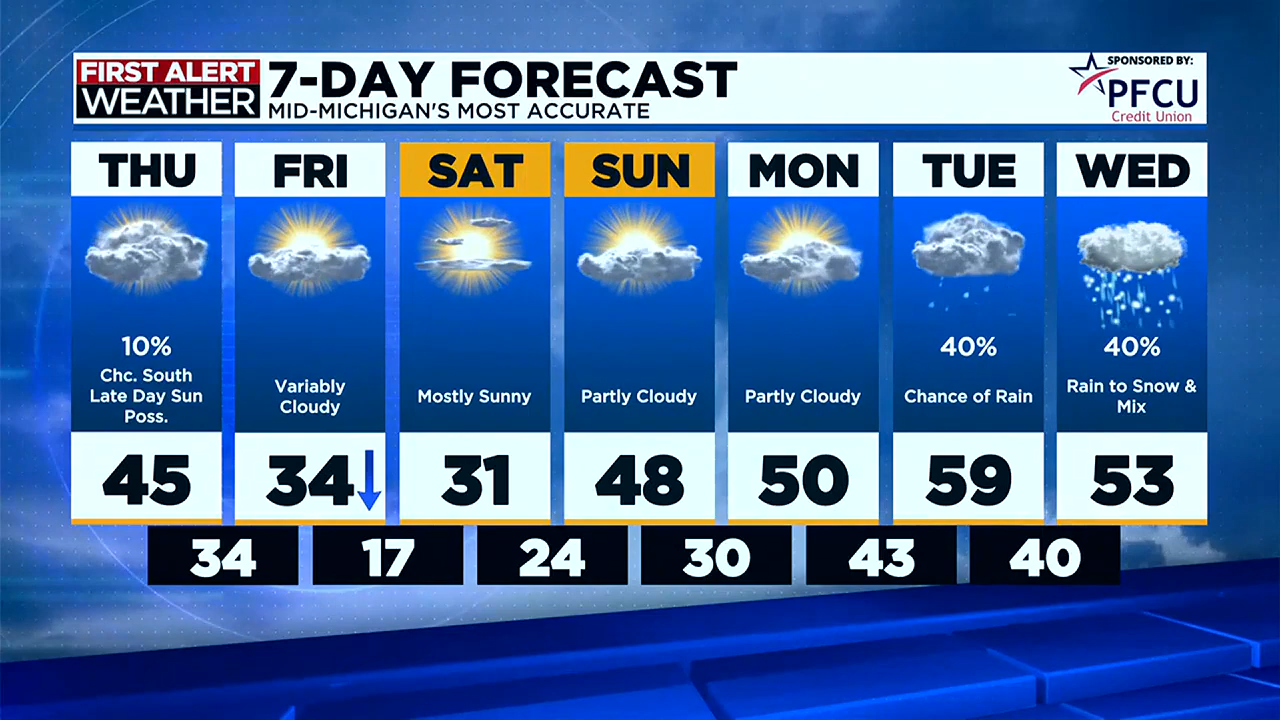 FIRST ALERT
WEATHER
7-DAY FORECAST
MID-MICHIGAN'S MOST ACCURATE
SPONSORED BY:
PFCU
Credit Union
THU
FRI
SAT
SUN
MON
TUE
WED
10%
Chc. South
Late Day Sun
Poss.
Variably
Cloudy
Mostly Sunny
Partly Cloudy
Partly Cloudy
40%
Chance of Rain
40%
Rain to Snow &
Mix
45
34
31
48
50
59
53
34
17
24
30
43
40